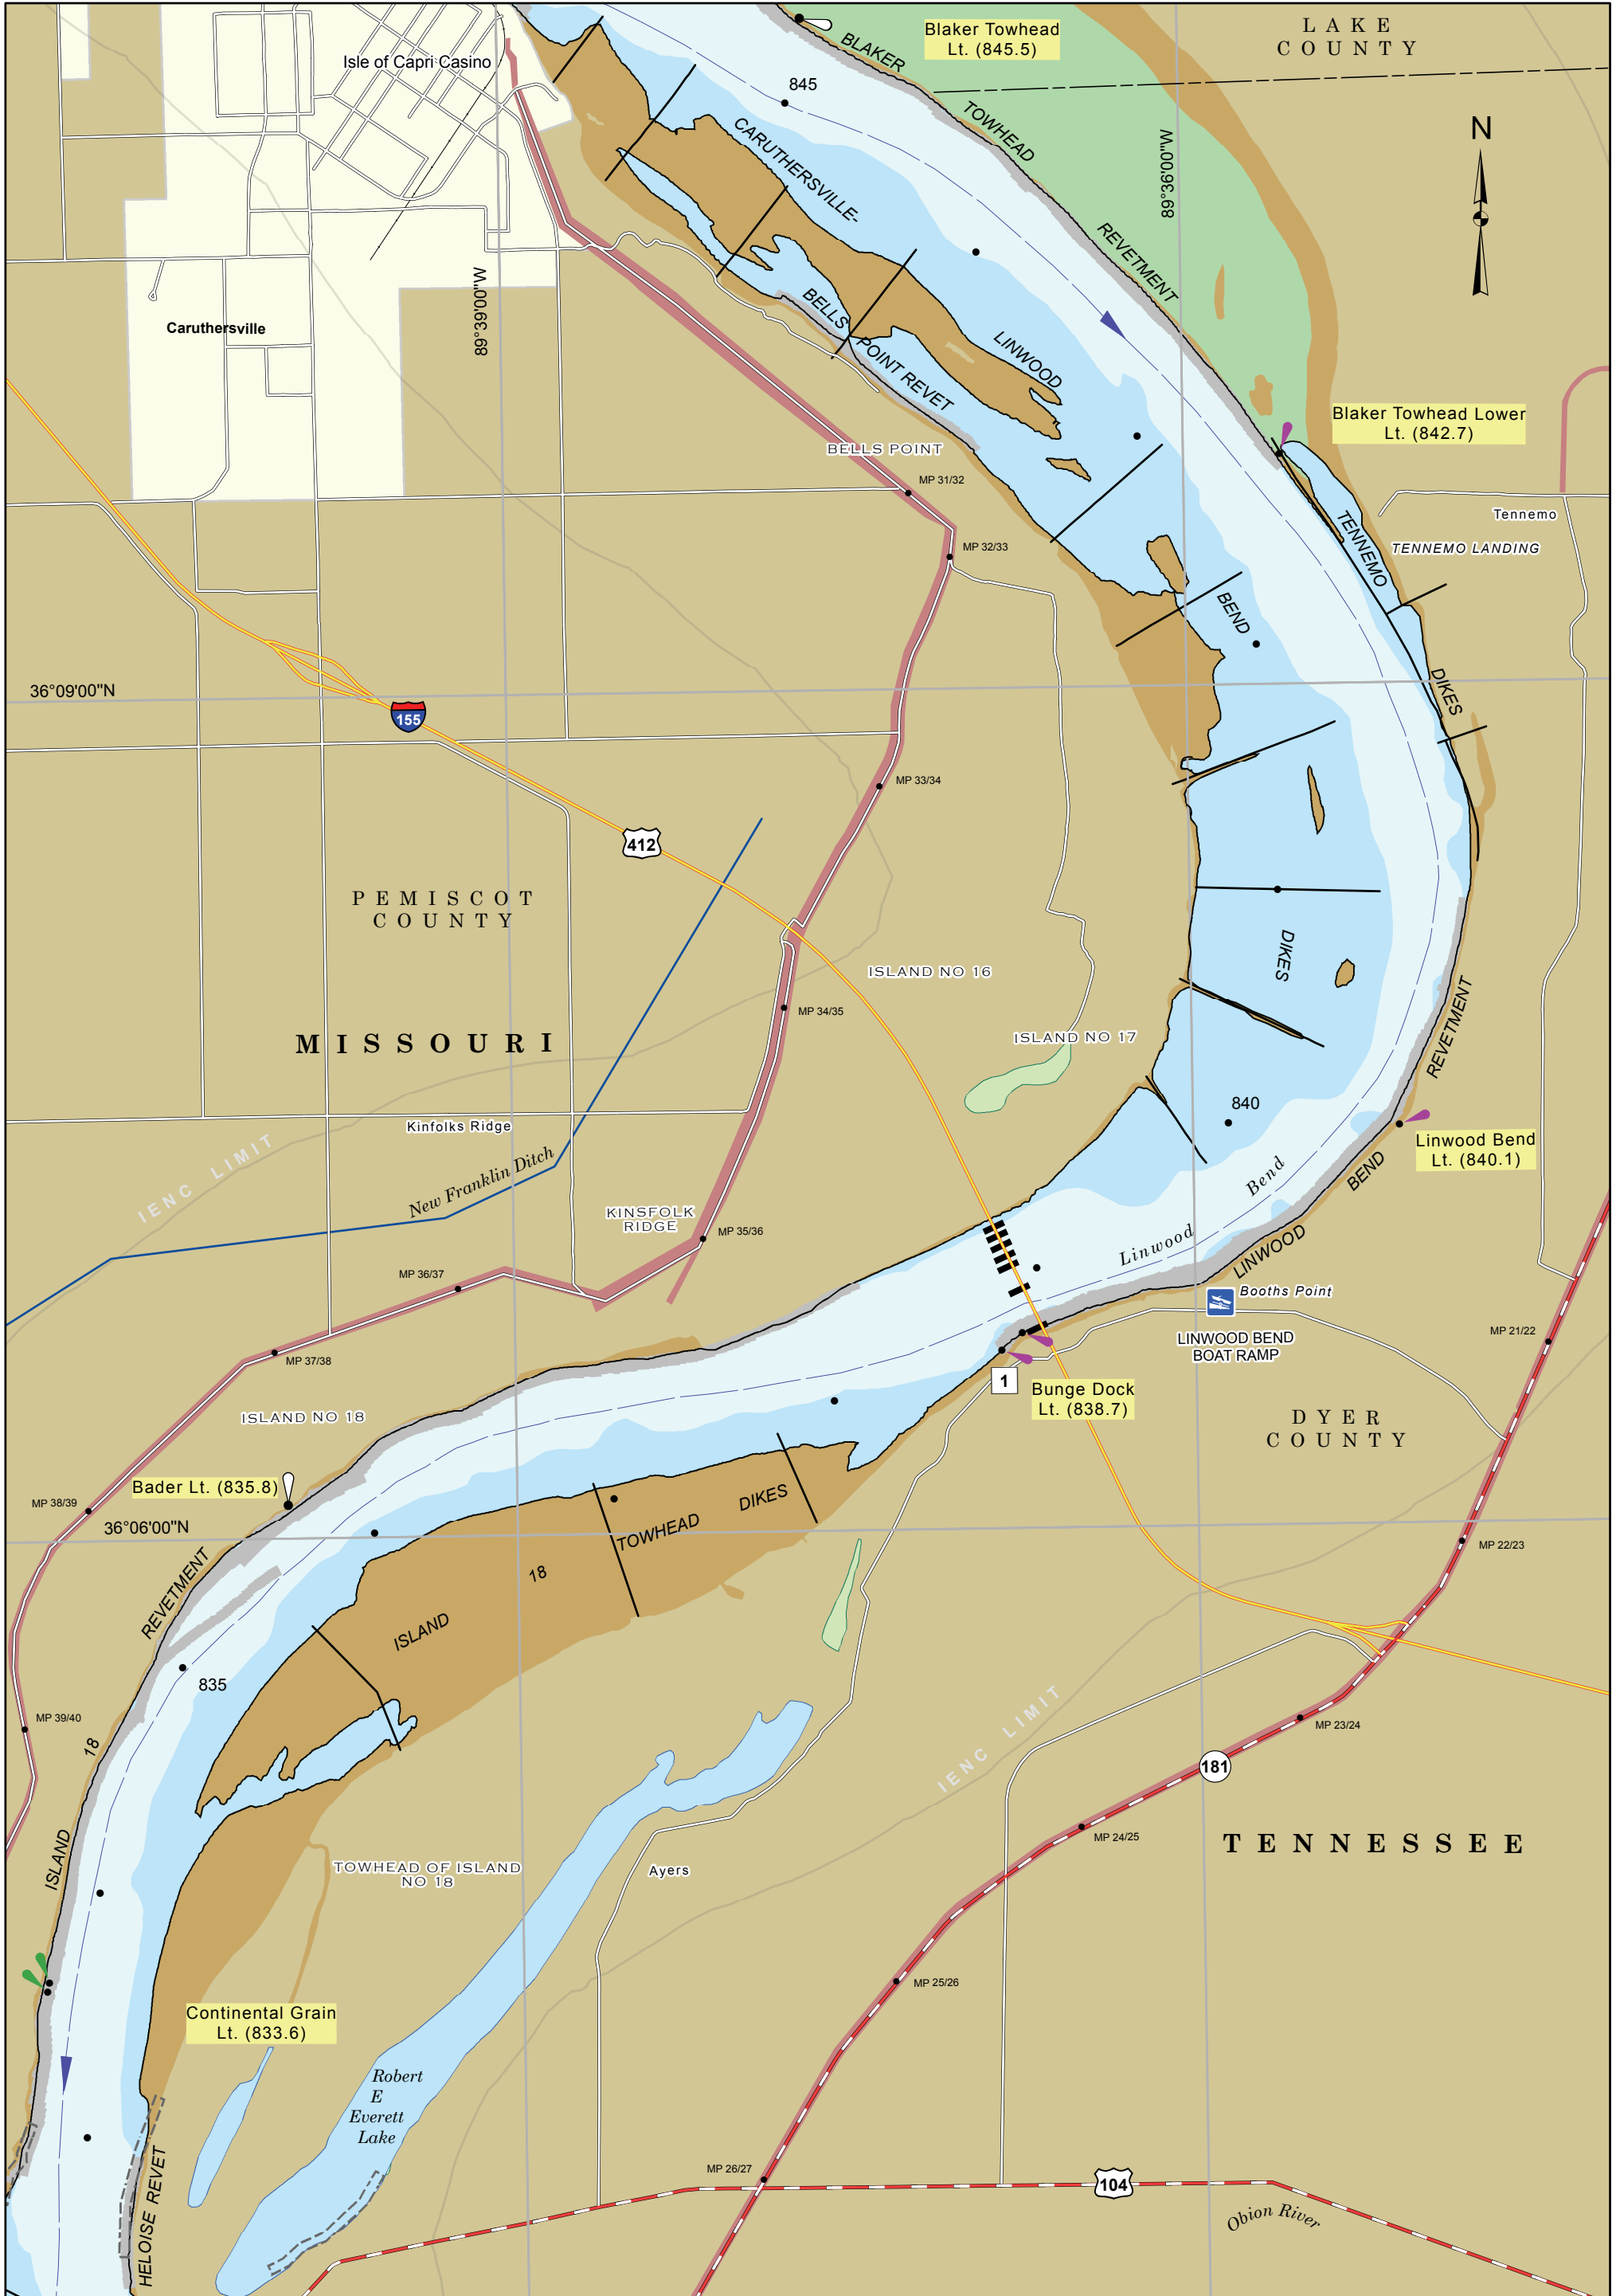 LAKE
COUNTY
Blaker Towhead
Lt. (845.5)
BLAKER
TOWHEAD
REVETMENT
Isle of Capri Casino
845
CARUTHERSVILLE-
LINWOOD
BEND
DIKES
N
89°36'00"W
89°39'00"W
Caruthersville
BELLS
POINT REVET
BELLS POINT
Blaker Towhead Lower
Lt. (842.7)
MP 31/32
MP 32/33
Tennemo
TENNEMO LANDING
TENNEMO
DIKES
36°09'00"N
155
MP 33/34
412
PEMISCOT
COUNTY
ISLAND NO 16
MP 34/35
MISSOURI
ISLAND NO 17
REVETMENT
840
Kinfolks Ridge
IENC LIMIT
New Franklin Ditch
Linwood Bend
Lt. (840.1)
BEND
LINWOOD
Linwood
Bend
KINSFOLK
RIDGE
MP 35/36
MP 36/37
Booths Point
LINWOOD BEND
BOAT RAMP
MP 21/22
MP 37/38
1
Bunge Dock
Lt. (838.7)
ISLAND NO 18
DYER
COUNTY
Bader Lt. (835.8)
MP 38/39
36°06'00"N
DIKES
TOWHEAD
18
ISLAND
MP 22/23
REVETMENT
18
ISLAND
835
MP 39/40
IENC LIMIT
MP 23/24
181
MP 24/25
TENNESSEE
TOWHEAD OF ISLAND
NO 18
Ayers
MP 25/26
Continental Grain
Lt. (833.6)
Robert
E
Everett
Lake
HELOISE REVET
MP 26/27
104
Obion River